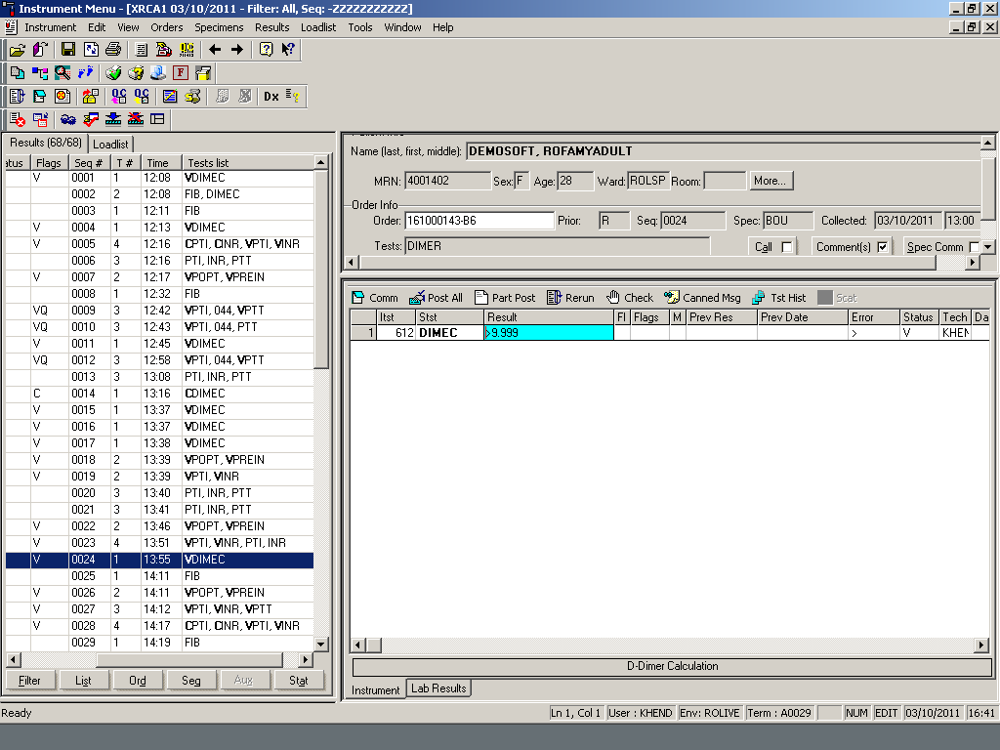 Instrument Menu - [XRCA1 03/10/2011 - Filter: All, Seq: -ZZZZZZZZZZZ]
Instrument Edit View Orders Specimens Results Loadlist Tools Window Help
QC QC Dx
F
Results (68/68) Loadlist
atus Flags Seq # T # Time Tests list
V 0001 1 12:08 VDIMEC
0002 2 12:08 FIB, DIMEC
0003 1 12:11 FIB
V 0004 1 12:13 VDIMEC
V 0005 4 12:16 CPTI, CINR, VPTI, VINR
0006 3 12:16 PTI, INR, PTT
V 0007 2 12:17 VPOPT, VPREIN
0008 1 12:32 FIB
VQ 0009 3 12:42 VPTI, 044, VPTT
VQ 0010 3 12:43 VPTI, 044, PTT
V 0011 1 12:45 VDIMEC
VQ 0012 3 12:58 VPTI, 044, VPTT
0013 3 13:08 PTI, INR, PTT
C 0014 1 13:16 CDIMEC
V 0015 1 13:37 VDIMEC
V 0016 1 13:37 VDIMEC
V 0017 1 13:38 VDIMEC
V 0018 2 13:39 VPOPT, VPREIN
V 0019 2 13:39 VPTI, VINR
0020 3 13:40 PTI, INR, PTT
0021 3 13:41 PTI, INR, PTT
V 0022 2 13:46 VPOPT, VPREIN
V 0023 4 13:51 VPTI, VINR, PTI, INR
V 0024 1 13:55 VDIMEC
0025 1 14:11 FIB
V 0026 2 14:11 VPOPT, VPREIN
V 0027 3 14:12 VPTI, VINR, VPTT
V 0028 4 14:17 CPTI, CINR, VPTI, VINR
0029 1 14:19 FIB
Filter List Ord Seg Aux Stat
Name (last, first, middle): DEMOSOFT, ROFAMYADULT
MRN: 4001402 Sex: F Age: 28 Ward: ROLSP Room: More...
Order Info
Order: 161000143-B6 Prior: R Seq: 0024 Spec: BOU Collected: 03/10/2011 13:00
Tests: DIMER Call Comment(s) Spec Comm
Comm Post All Part Post Rerun Check Canned Msg Tst Hist Scat
Itst Stst Result Fl Flags M Prev Res Prev Date Error Status Tech Da
1 612 DIMEC >9.999 > V KHEN
D-Dimer Calculation
Instrument Lab Results
Ready Ln 1, Col 1 User : KHEND Env: ROLIVE Term : A0029 NUM EDIT 03/10/2011 16:41